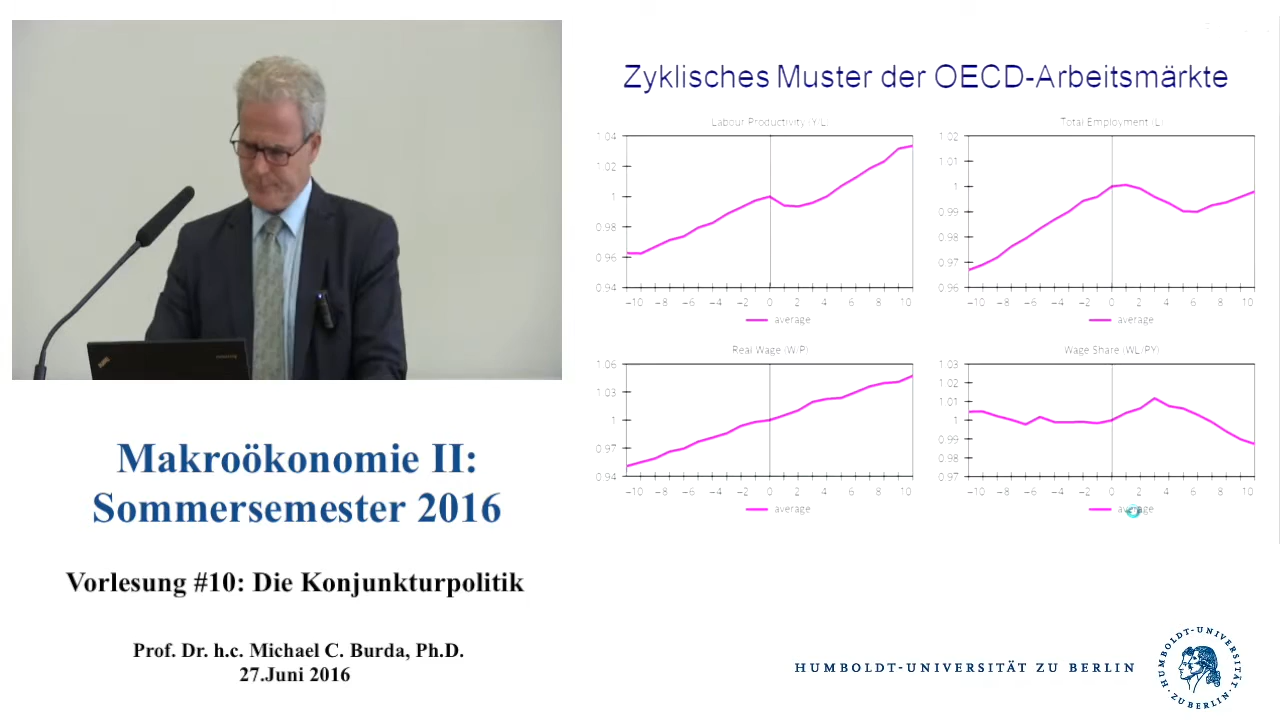 Zyklisches Muster der OECD-Arbeitsmärkte
Labour Productivity (Y/L)
1.04
1.02
1
0.98
0.96
0.94
−10 −8 −6 −4 −2 0 2 4 6 8 10
average
Total Employment (L)
1.02
1.01
1
0.99
0.98
0.97
0.96
−10 −8 −6 −4 −2 0 2 4 6 8 10
average
Real Wage (W/P)
1.06
1.03
1
0.97
0.94
−10 −8 −6 −4 −2 0 2 4 6 8 10
average
Wage Share (WL/PY)
1.03
1.02
1.01
1
0.99
0.98
0.97
−10 −8 −6 −4 −2 0 2 4 6 8 10
average
Makroökonomie II:
Sommersemester 2016
Vorlesung #10: Die Konjunkturpolitik
Prof. Dr. h.c. Michael C. Burda, Ph.D.
27.Juni 2016
HUMBOLDT-UNIVERSITÄT ZU BERLIN
HUMBOLDT-UNIVERSITÄT · ZU BERLIN ·